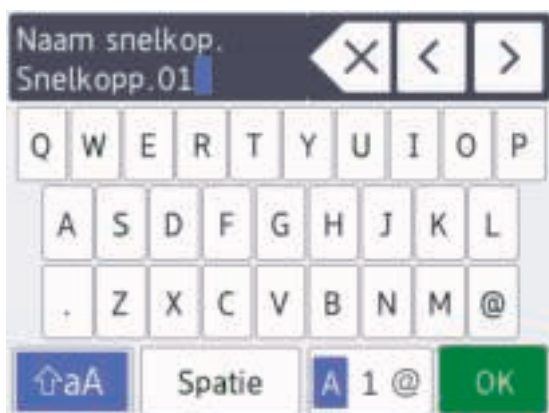 Naam snelkop.
Snelkopp.01
Q W E R T Y U I O P
A S D F G H J K L
. Z X C V B N M @
⇧aA Spatie A 1 @ OK